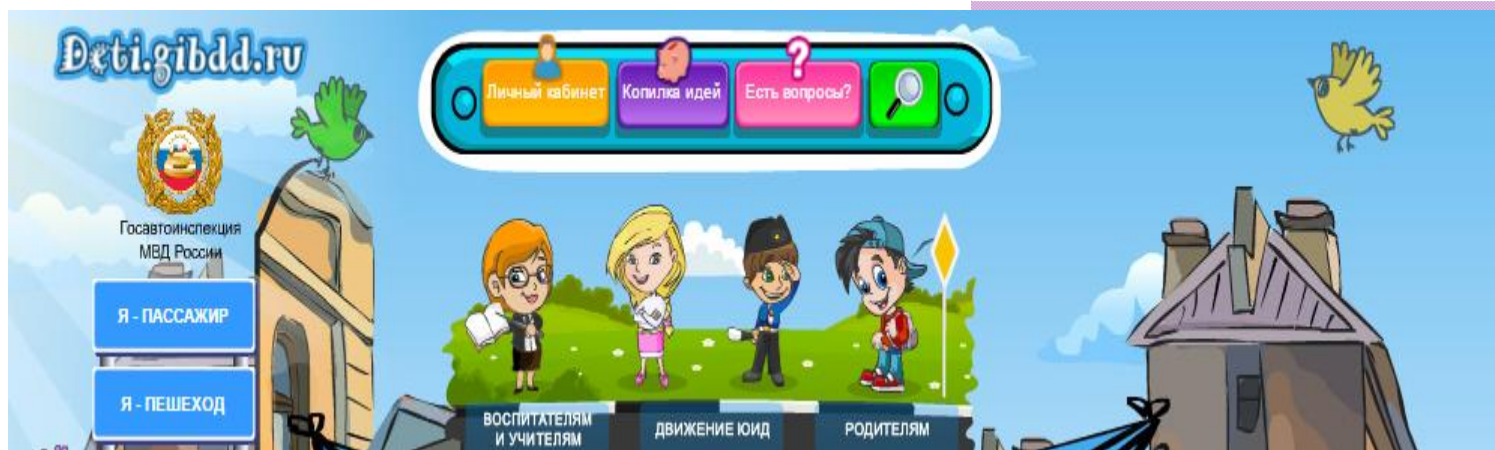 Deti.gibdd.ru
Личный кабинет
Копилка идей
Есть вопросы?
Госавтоинспекция
МВД России
Я - ПАССАЖИР
Я - ПЕШЕХОД
ВОСПИТАТЕЛЯМ
И УЧИТЕЛЯМ
ДВИЖЕНИЕ ЮИД
РОДИТЕЛЯМ